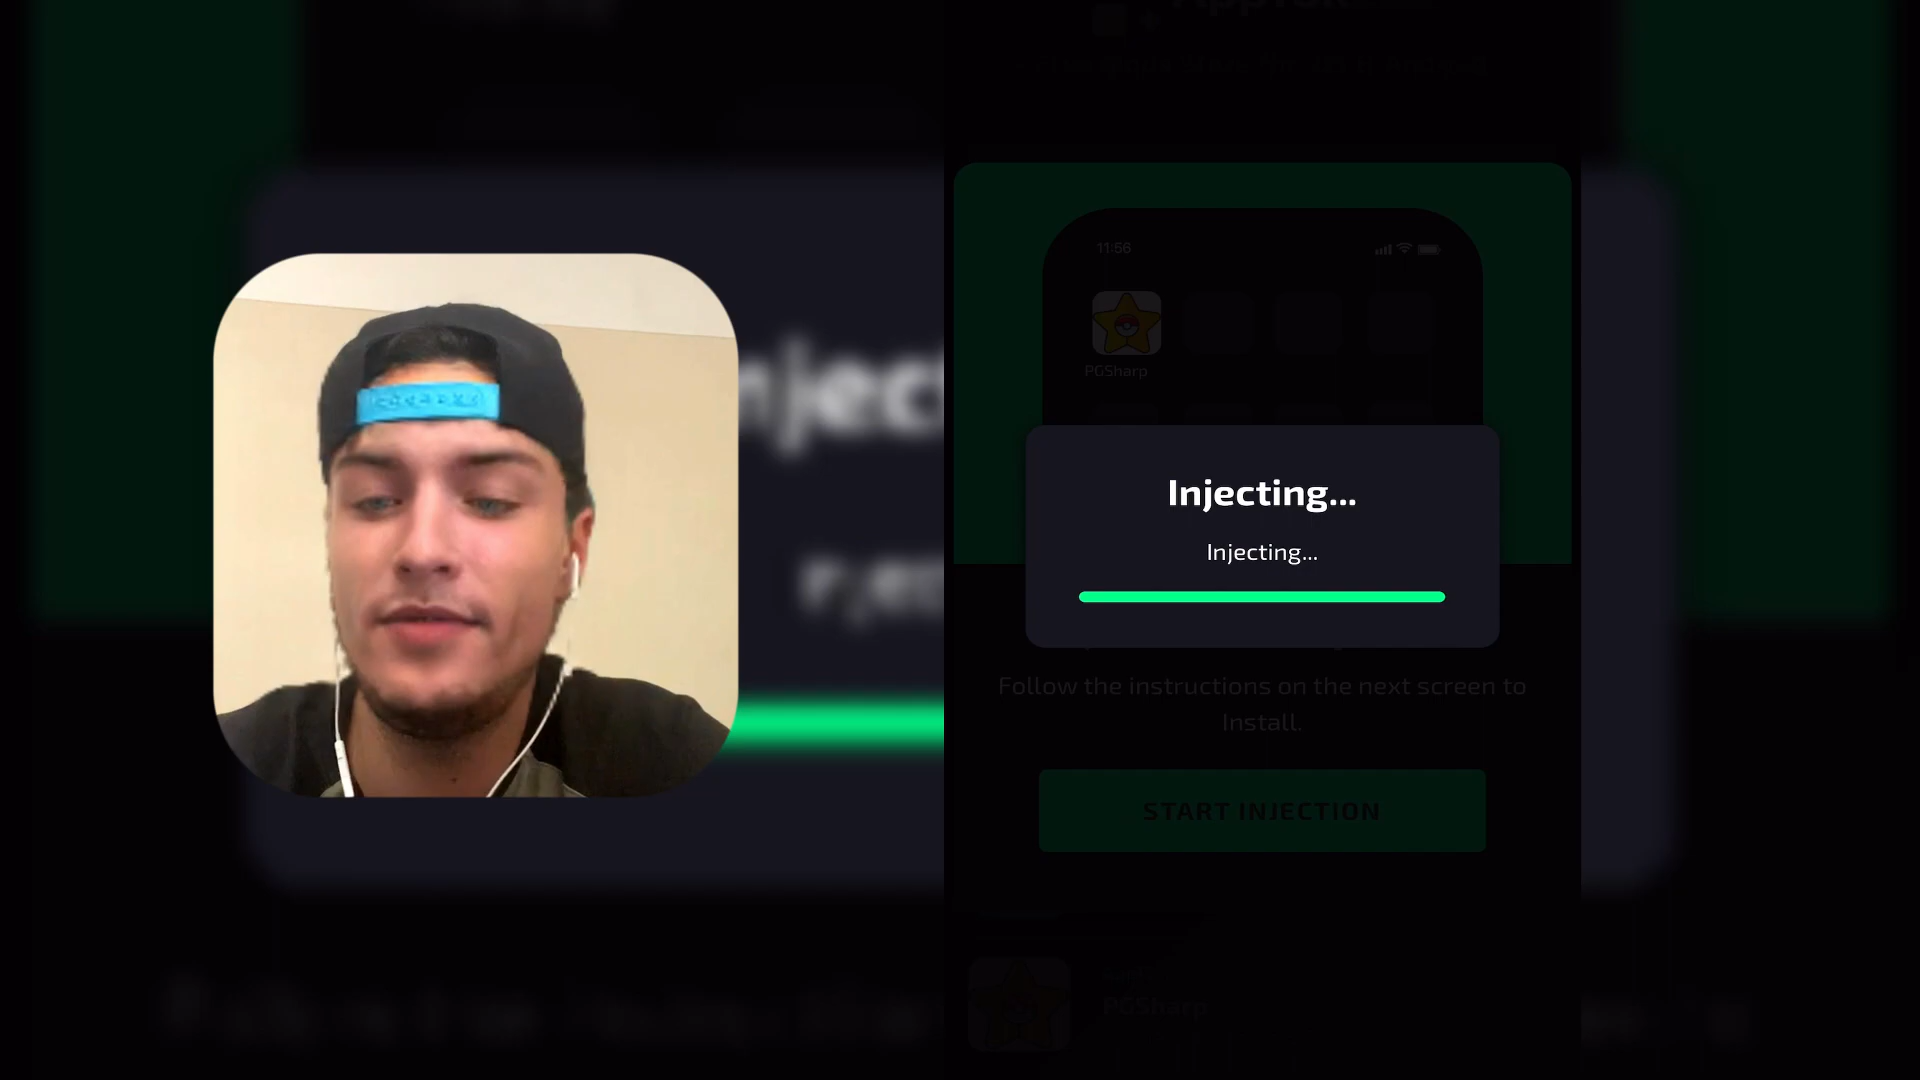 11:56
PGSharp
Injecting...
Injecting...
Follow the instructions on the next screen to
Install.
START INJECTION
PGSharp